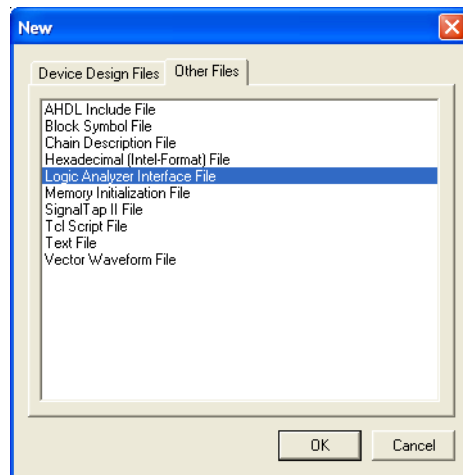 New
Device Design Files
Other Files
AHDL Include File
Block Symbol File
Chain Description File
Hexadecimal (Intel-Format) File
Logic Analyzer Interface File
Memory Initialization File
SignalTap II File
Tcl Script File
Text File
Vector Waveform File
OK
Cancel